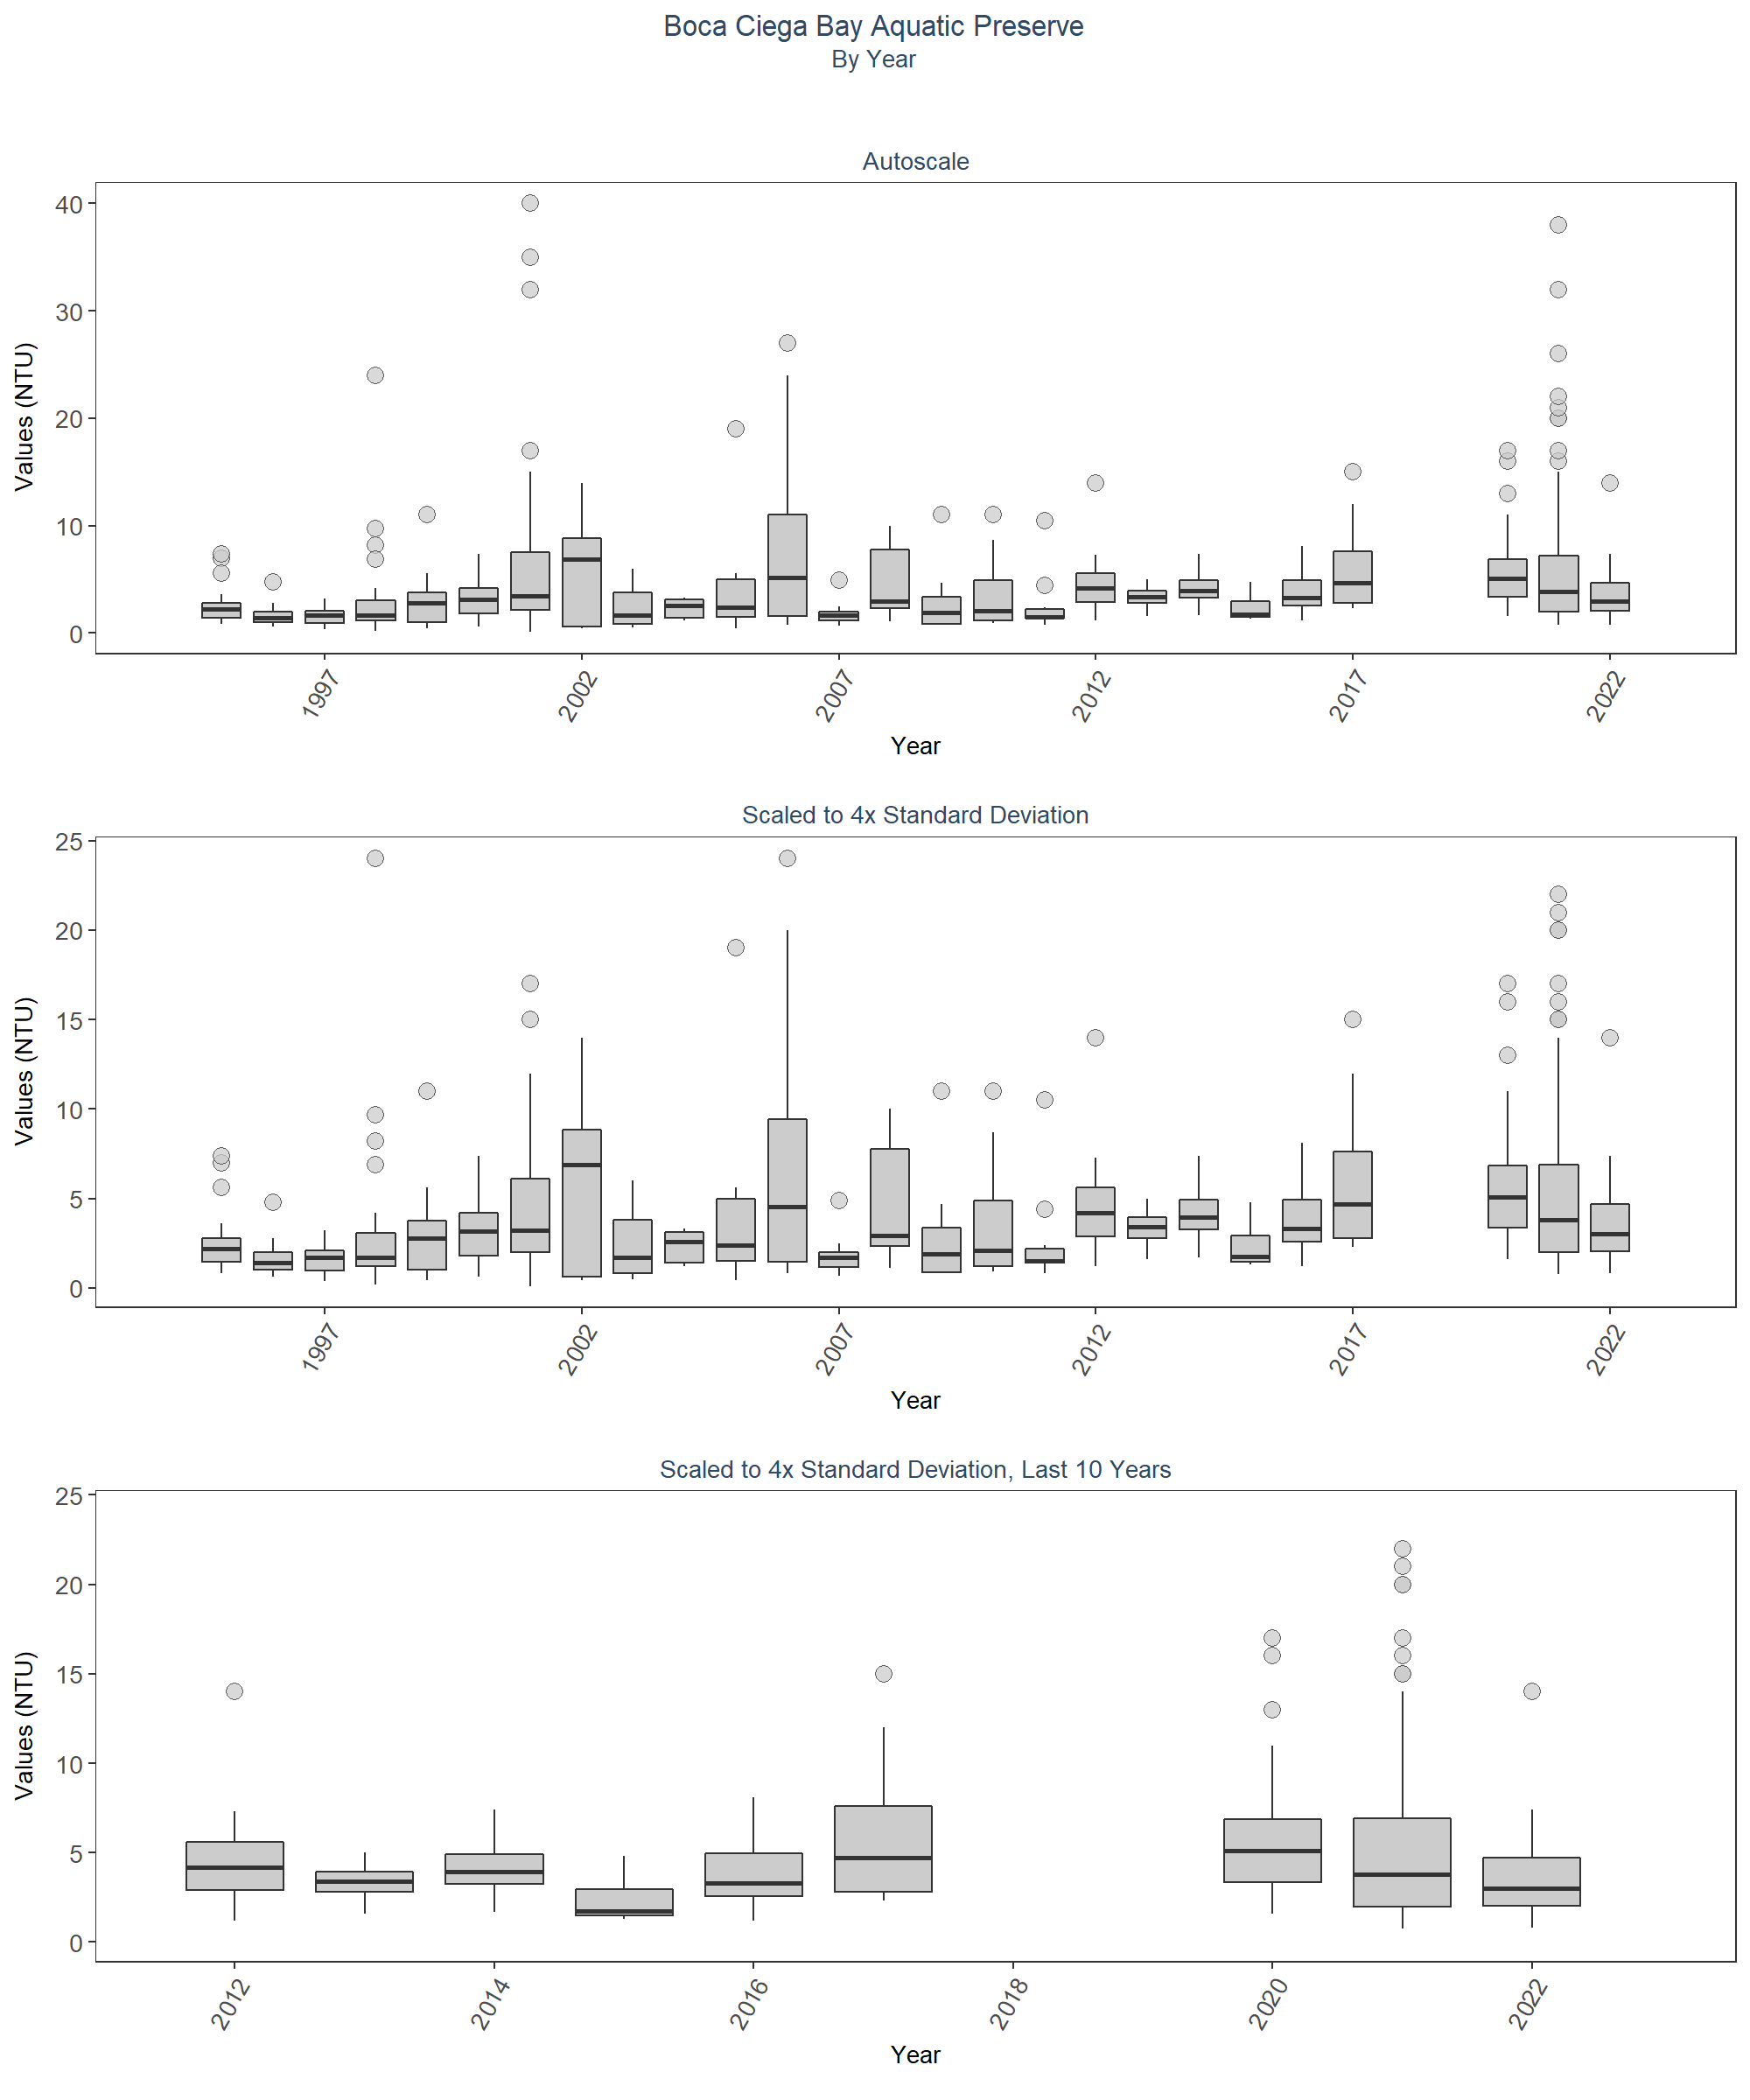 Boca Ciega Bay Aquatic Preserve
By Year
Autoscale
Values (NTU)
40
30
20
10
0
1997 2002 2007 2012 2017 2022
Year
Scaled to 4x Standard Deviation
Values (NTU)
25
20
15
10
5
0
1997 2002 2007 2012 2017 2022
Year
Scaled to 4x Standard Deviation, Last 10 Years
Values (NTU)
25
20
15
10
5
0
2012 2014 2016 2018 2020 2022
Year